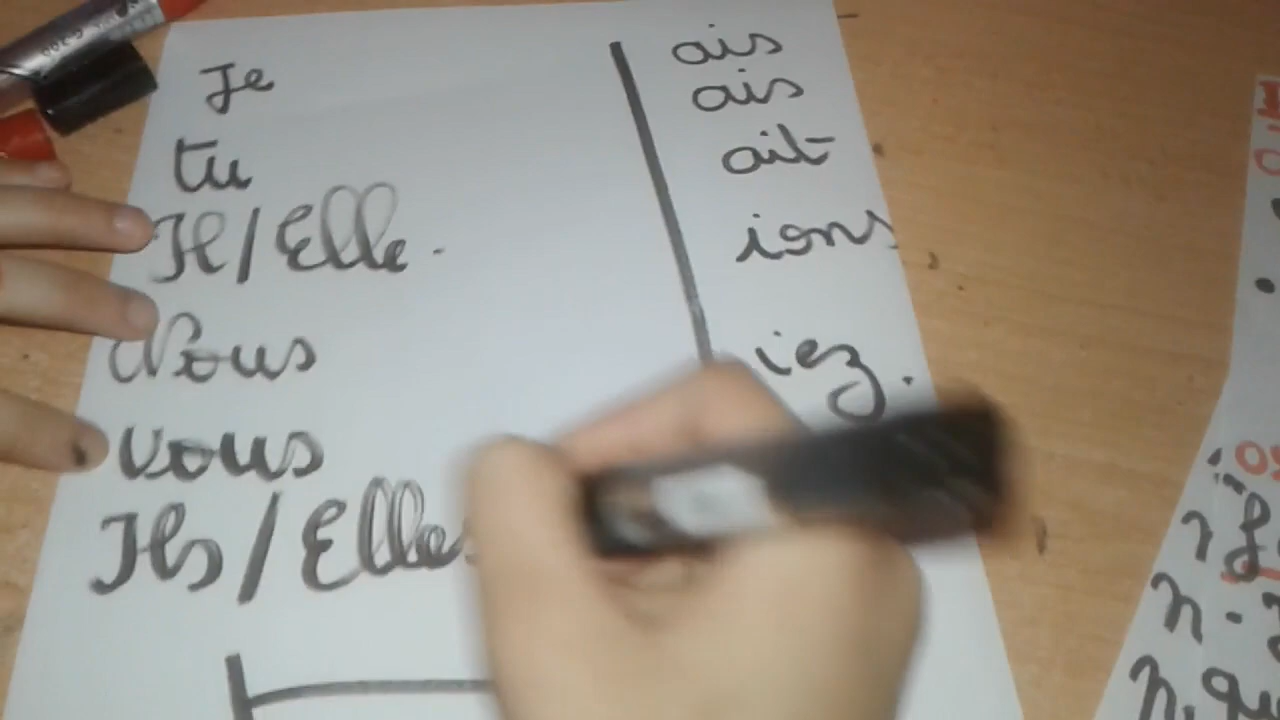 Je ais
tu ais
Il/Elle. ait
Nous ions
vous iez.
Ils/Elles